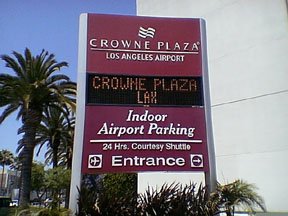 CROWNE PLAZA
LOS ANGELES AIRPORT
CROWNE PLAZA
LAX
Indoor
Airport Parking
24 Hrs. Courtesy Shuttle
Entrance